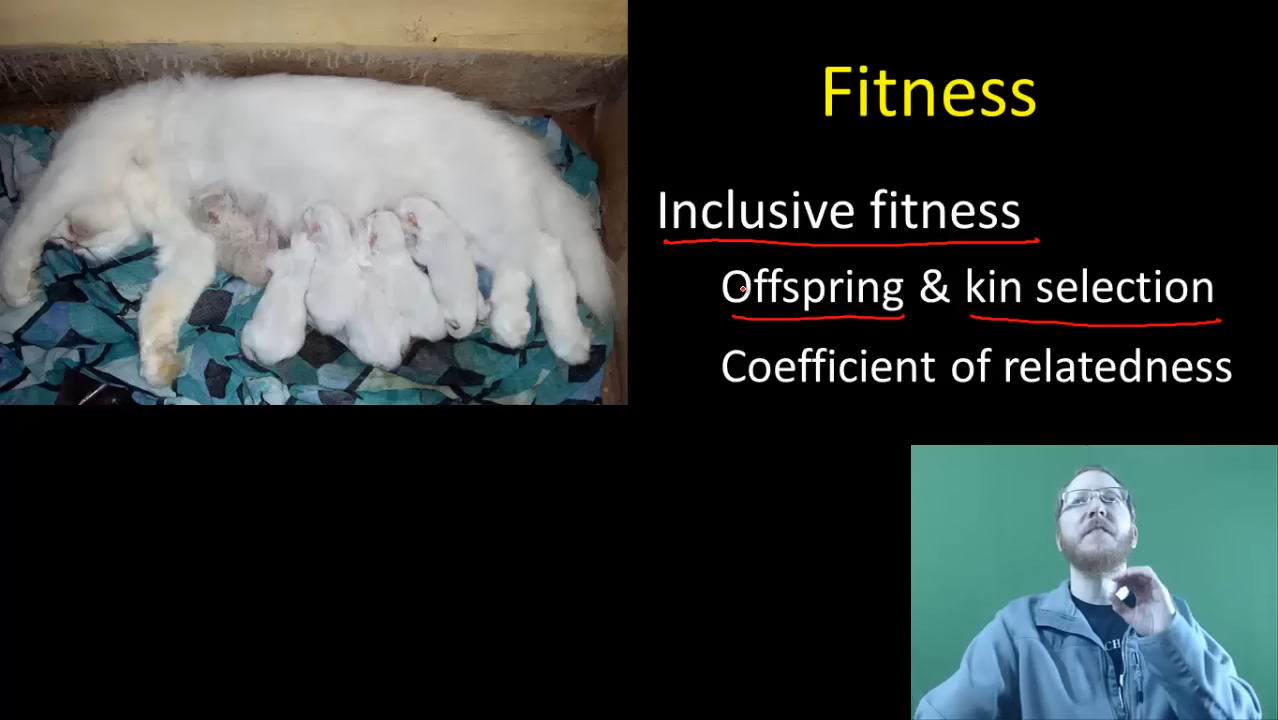 Fitness
Inclusive fitness
Offspring & kin selection
Coefficient of relatedness